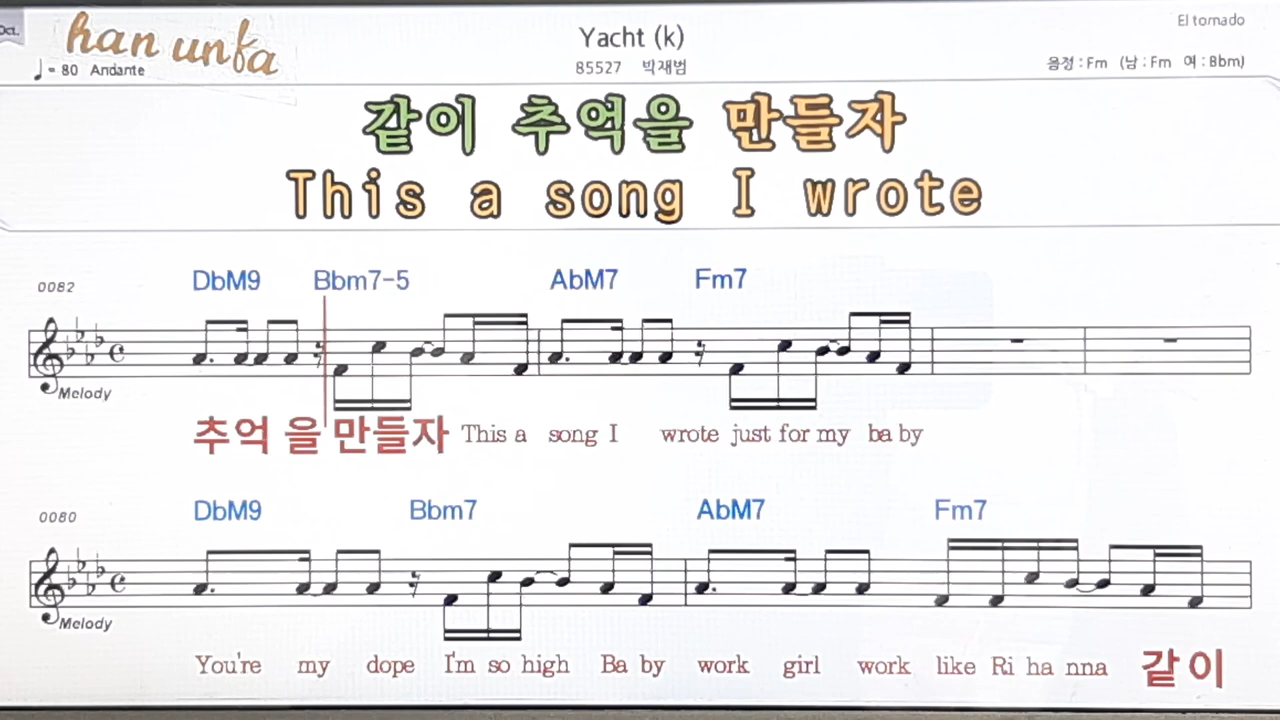 Oct.
han unfa
♩= 80 Andante
Yacht (k)
85527 박재범
El tornado
음정 : Fm (남 : Fm 여 : Bbm)
같이 추억을 만들자
This a song I wrote
0082
DbM9 Bbm7-5 AbM7 Fm7
Melody
추억 을 만들자 This a song I wrote just for my ba by
0080
DbM9 Bbm7 AbM7 Fm7
Melody
You're my dope I'm so high Ba by work girl work like Ri ha nna 같 이